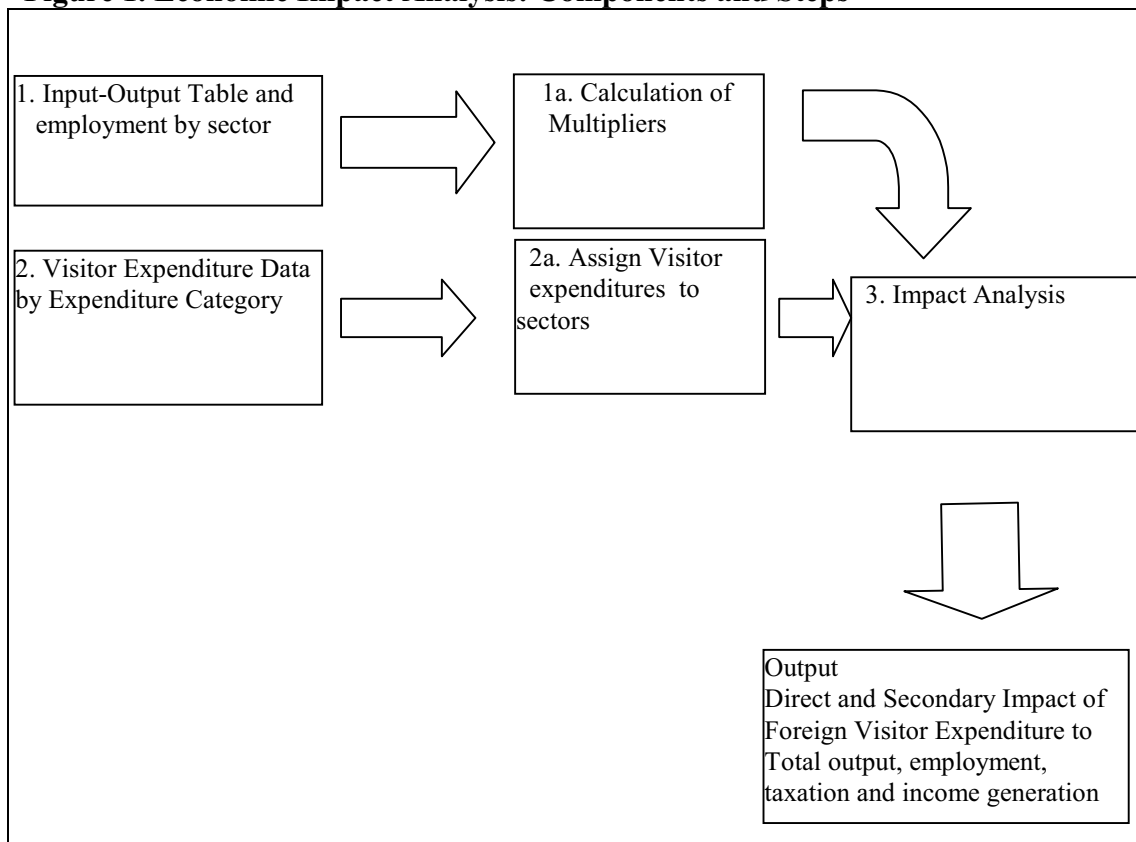 Figure 1. Economic Impact Analysis: Components and Steps
1. Input-Output Table and
employment by sector
1a. Calculation of
Multipliers
2. Visitor Expenditure Data
by Expenditure Category
2a. Assign Visitor
expenditures to
sectors
3. Impact Analysis
Output
Direct and Secondary Impact of
Foreign Visitor Expenditure to
Total output, employment,
taxation and income generation